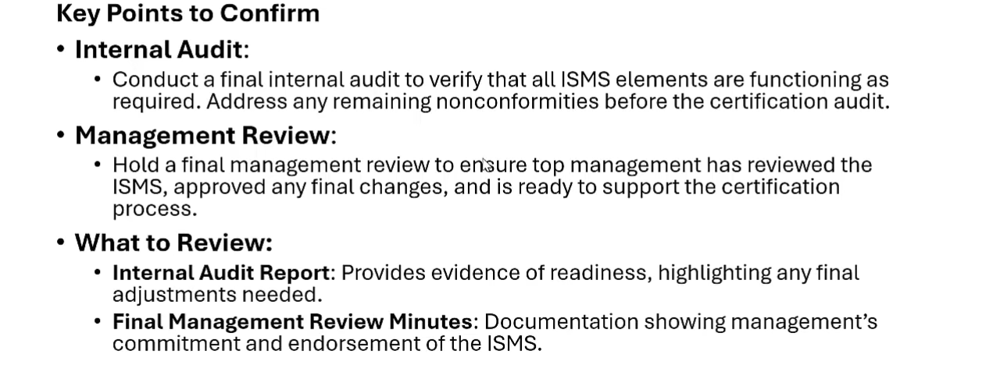 Key Points to Confirm
• Internal Audit:
• Conduct a final internal audit to verify that all ISMS elements are functioning as
required. Address any remaining nonconformities before the certification audit.
• Management Review:
• Hold a final management review to ensure top management has reviewed the
ISMS, approved any final changes, and is ready to support the certification
process.
• What to Review:
• Internal Audit Report: Provides evidence of readiness, highlighting any final
adjustments needed.
• Final Management Review Minutes: Documentation showing management’s
commitment and endorsement of the ISMS.